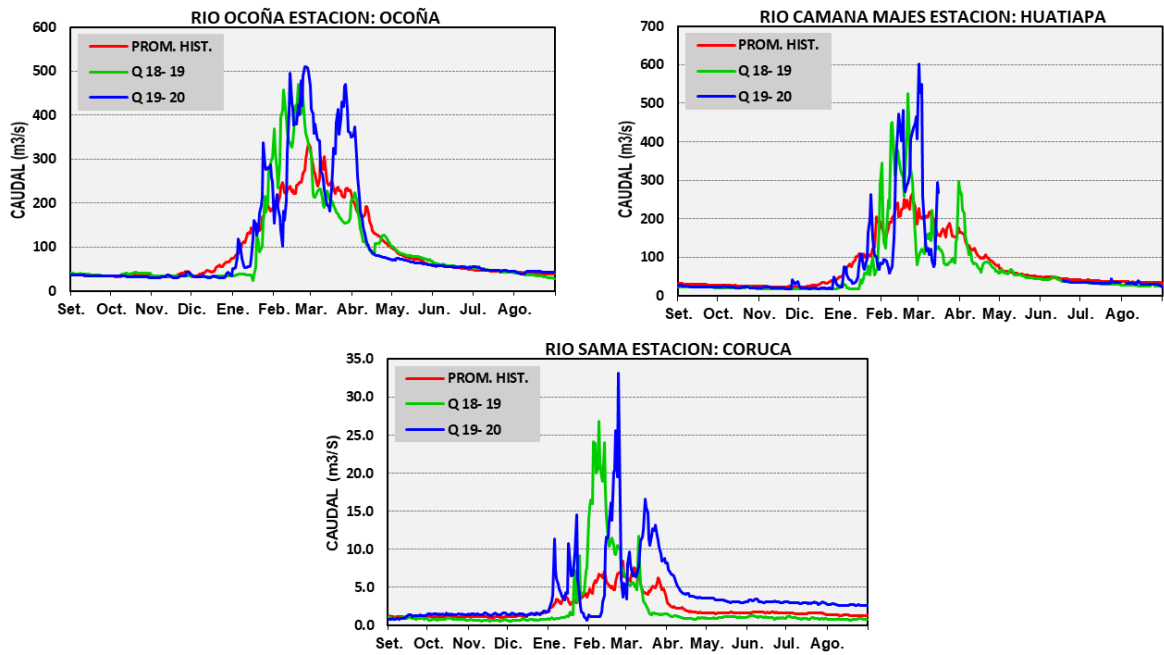 RIO OCOÑA ESTACION: OCOÑA
600
500
400
300
200
100
0
CAUDAL (m3/s)
PROM. HIST.
Q 18- 19
Q 19- 20
Set. Oct. Nov. Dic. Ene. Feb. Mar. Abr. May. Jun. Jul. Ago.
RIO CAMANA MAJES ESTACION: HUATIAPA
700
600
500
400
300
200
100
0
CAUDAL (m3/s)
PROM. HIST.
Q 18- 19
Q 19- 20
Set. Oct. Nov. Dic. Ene. Feb. Mar. Abr. May. Jun. Jul. Ago.
RIO SAMA ESTACION: CORUCA
35.0
30.0
25.0
20.0
15.0
10.0
5.0
0.0
CAUDAL (m3/S)
PROM. HIST.
Q 18- 19
Q 19- 20
Set. Oct. Nov. Dic. Ene. Feb. Mar. Abr. May. Jun. Jul. Ago.